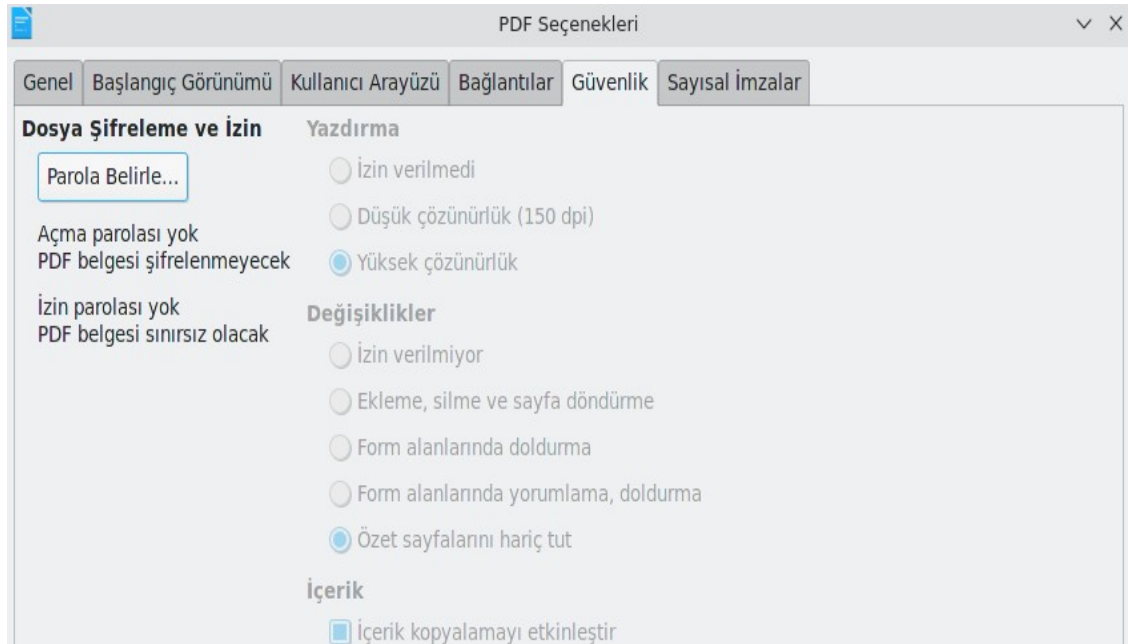 PDF Seçenekleri
Genel Başlangıç Görünümü Kullanıcı Arayüzü Bağlantılar Güvenlik Sayısal İmzalar
Dosya Şifreleme ve İzin
Parola Belirle...
Açma parolası yok
PDF belgesi şifrelenmeyecek
İzin parolası yok
PDF belgesi sınırsız olacak
Yazdırma
İzin verilmedi
Düşük çözünürlük (150 dpi)
Yüksek çözünürlük
Değişiklikler
İzin verilmiyor
Ekleme, silme ve sayfa döndürme
Form alanlarında doldurma
Form alanlarında yorumlama, doldurma
Özet sayfalarını hariç tut
İçerik
İçerik kopyalamayı etkinleştir